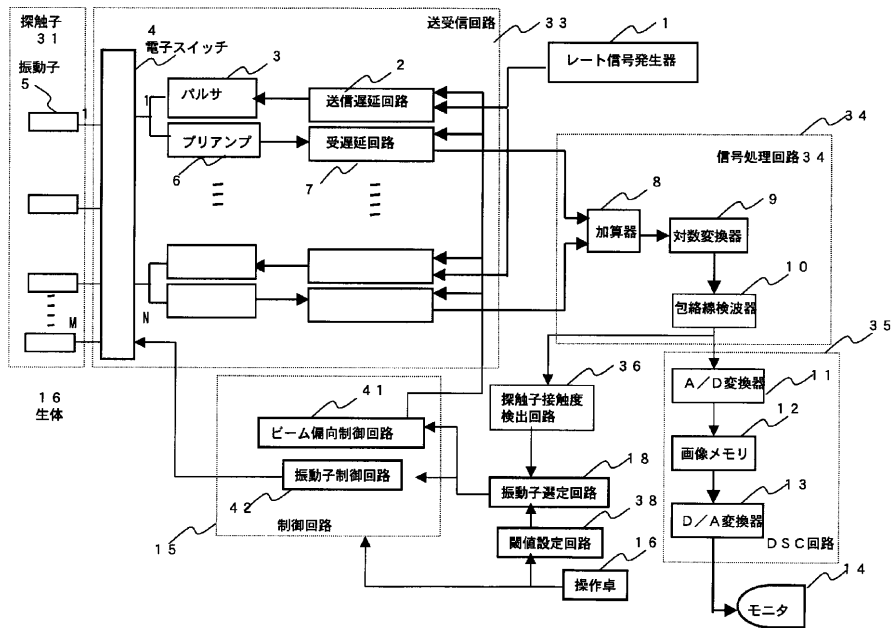 探触子
３１
振動子
５
１
M
１６
生体
４
電子スイッチ
送受信回路
３３
３
パルサ
２
送信遅延回路
１
プリアンプ
６
受遅延回路
７
N
１
レート信号発生器
３４
信号処理回路３４
８
加算器
９
対数変換器
１０
包絡線検波器
３５
３６
探触子接触度
検出回路
Ａ／Ｄ変換器
１１
１２
画像メモリ
１３
Ｄ／Ａ変換器
ＤＳＣ回路
１４
モニタ
４１
ビーム偏向制御回路
振動子制御回路
４２
制御回路
１５
１８
振動子選定回路
３８
閾値設定回路
１６
操作卓